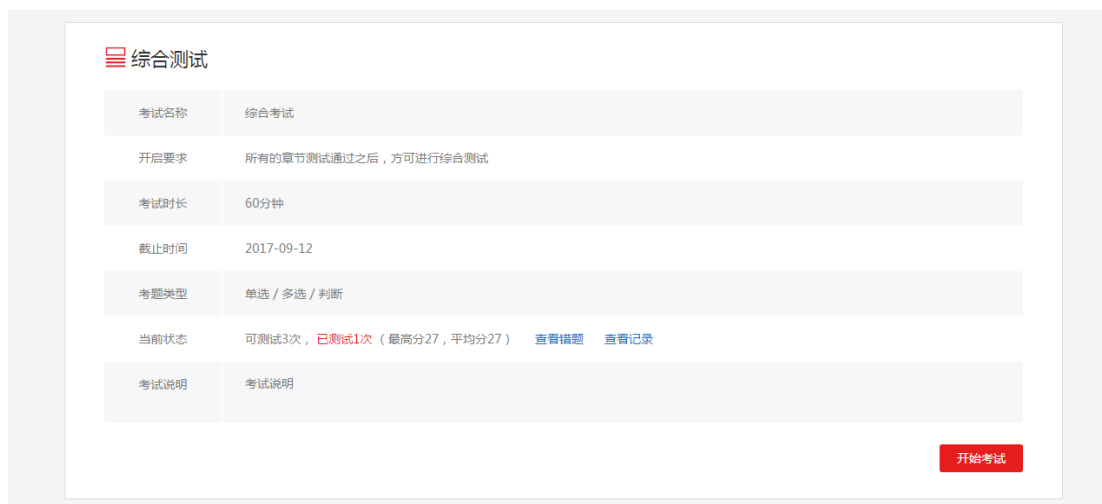 综合测试
考试名称 综合考试
开启要求 所有的章节测试通过之后，方可进行综合测试
考试时长 60分钟
截止时间 2017-09-12
考题类型 单选 / 多选 / 判断
当前状态 可测试3次，已测试1次（最高分27，平均分27） 查看错题 查看记录
考试说明 考试说明
开始考试